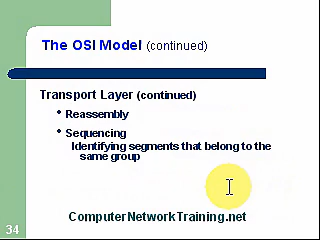 The OSI Model (continued)
Transport Layer (continued)
• Reassembly
• Sequencing
Identifying segments that belong to the
same group
ComputerNetworkTraining.net
34